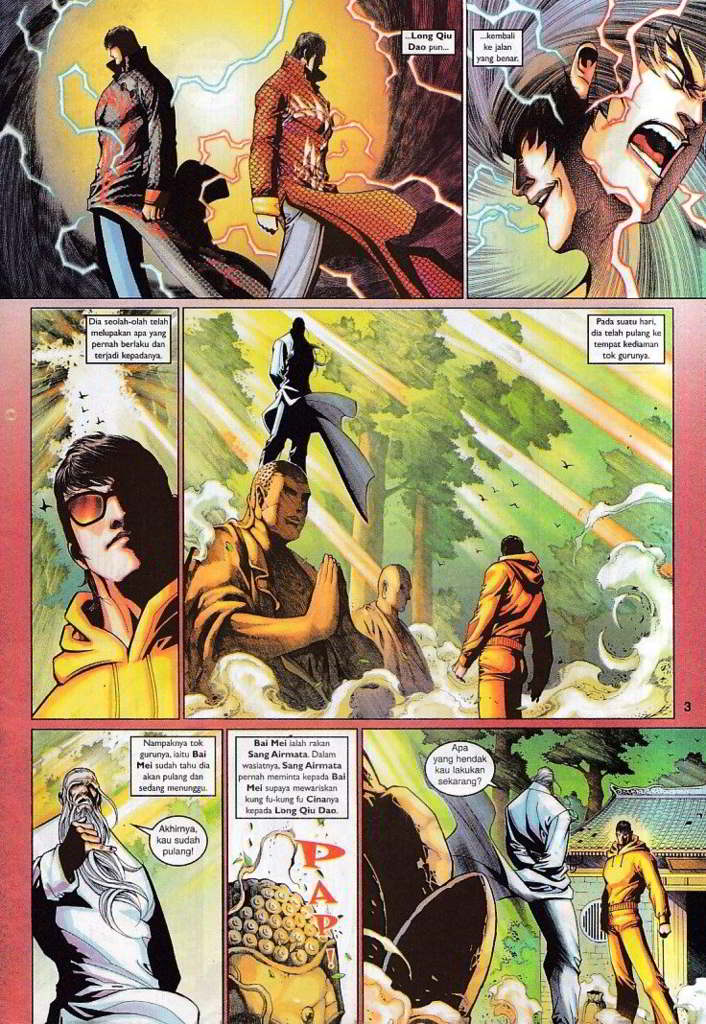 ...Long Qiu
Dao pun...
...kembali
ke jalan
yang benar.
Dia seolah-olah telah
melupakan apa yang
pernah berlaku dan
terjadi kepadanya.
Pada suatu hari,
dia telah pulang ke
tempat kediaman
tok gurunya.
3
Nampaknya tok
gurunya, iaitu Bai
Mei sudah tahu dia
akan pulang dan
sedang menunggu.
Akhirnya,
kau sudah
pulang!
Bai Mei ialah rakan
Sang Airmata. Dalam
wasiatnya, Sang Airmata
pernah meminta kepada Bai
Mei supaya mewariskan
kung fu-kung fu Cinanya
kepada Long Qiu Dao.
PAP!
Apa
yang hendak
kau lakukan
sekarang?